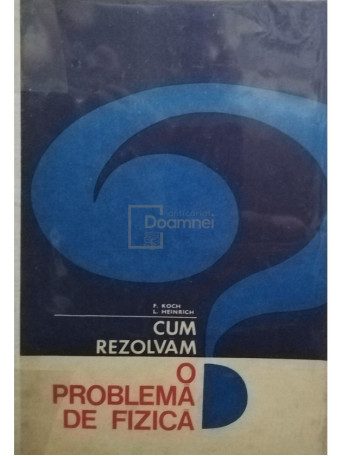 Doamnei
F. KOCH
L. HEINRICH
CUM
REZOLVAM
O
PROBLEMA
DE FIZICA